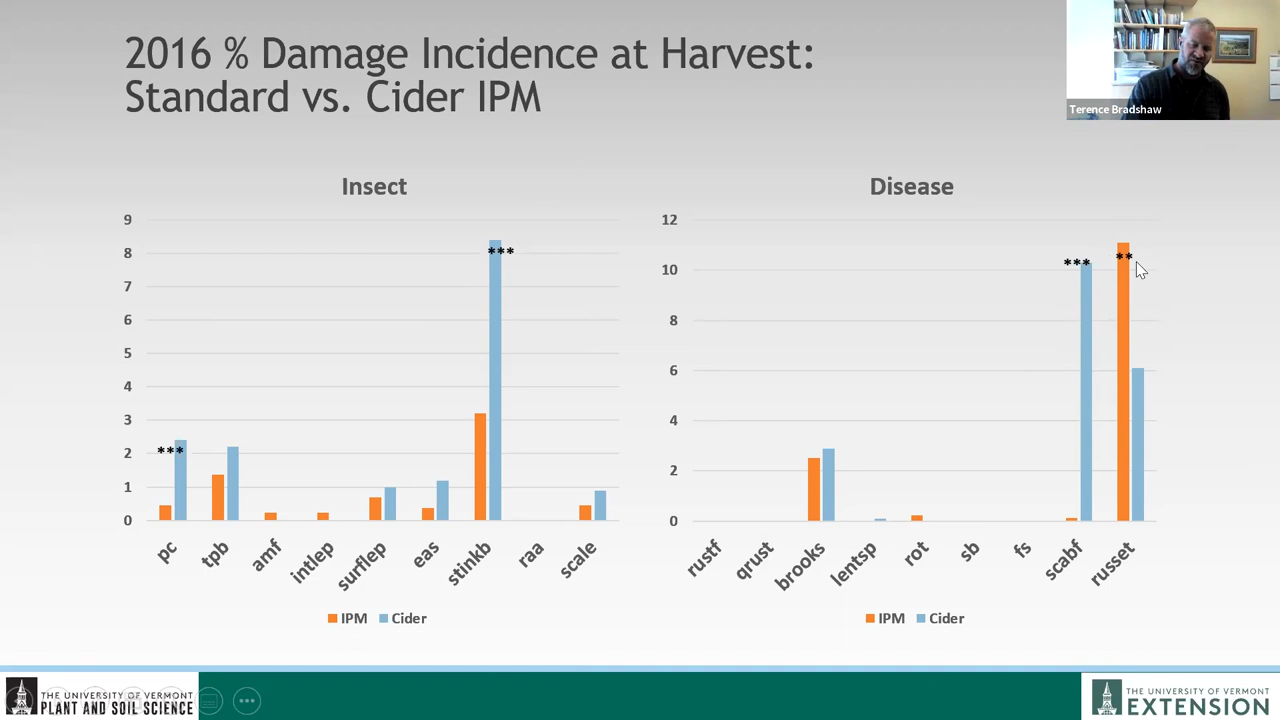 2016 % Damage Incidence at Harvest:
Standard vs. Cider IPM
Terence Bradshaw
Insect
9
8
7
6
5
4
3
2
1
0
***
***
pc
tpb
amf
intlep
surflep
eas
stinkb
raa
scale
IPM Cider
Disease
12
10
8
6
4
2
0
***
**
rustf
qrust
brooks
lentsp
rot
sb
fs
scabf
russet
IPM Cider
THE UNIVERSITY OF VERMONT
PLANT AND SOIL SCIENCE
THE UNIVERSITY OF VERMONT
EXTENSION